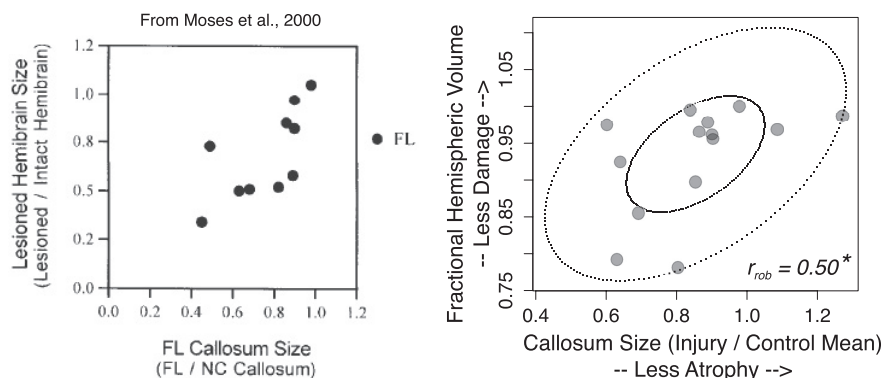 From Moses et al., 2000
Lesioned Hemibrain Size
(Lesioned / Intact Hemibrain)
1.2
1.0
0.8
0.5
0.2
0.0
0.0 0.2 0.4 0.6 0.8 1.0 1.2
FL Callosum Size
(FL / NC Callosum)
FL
Fractional Hemispheric Volume
-- Less Damage -->
1.05
0.95
0.85
0.75
r_rob = 0.50*
0.4 0.6 0.8 1.0 1.2
Callosum Size (Injury / Control Mean)
-- Less Atrophy -->